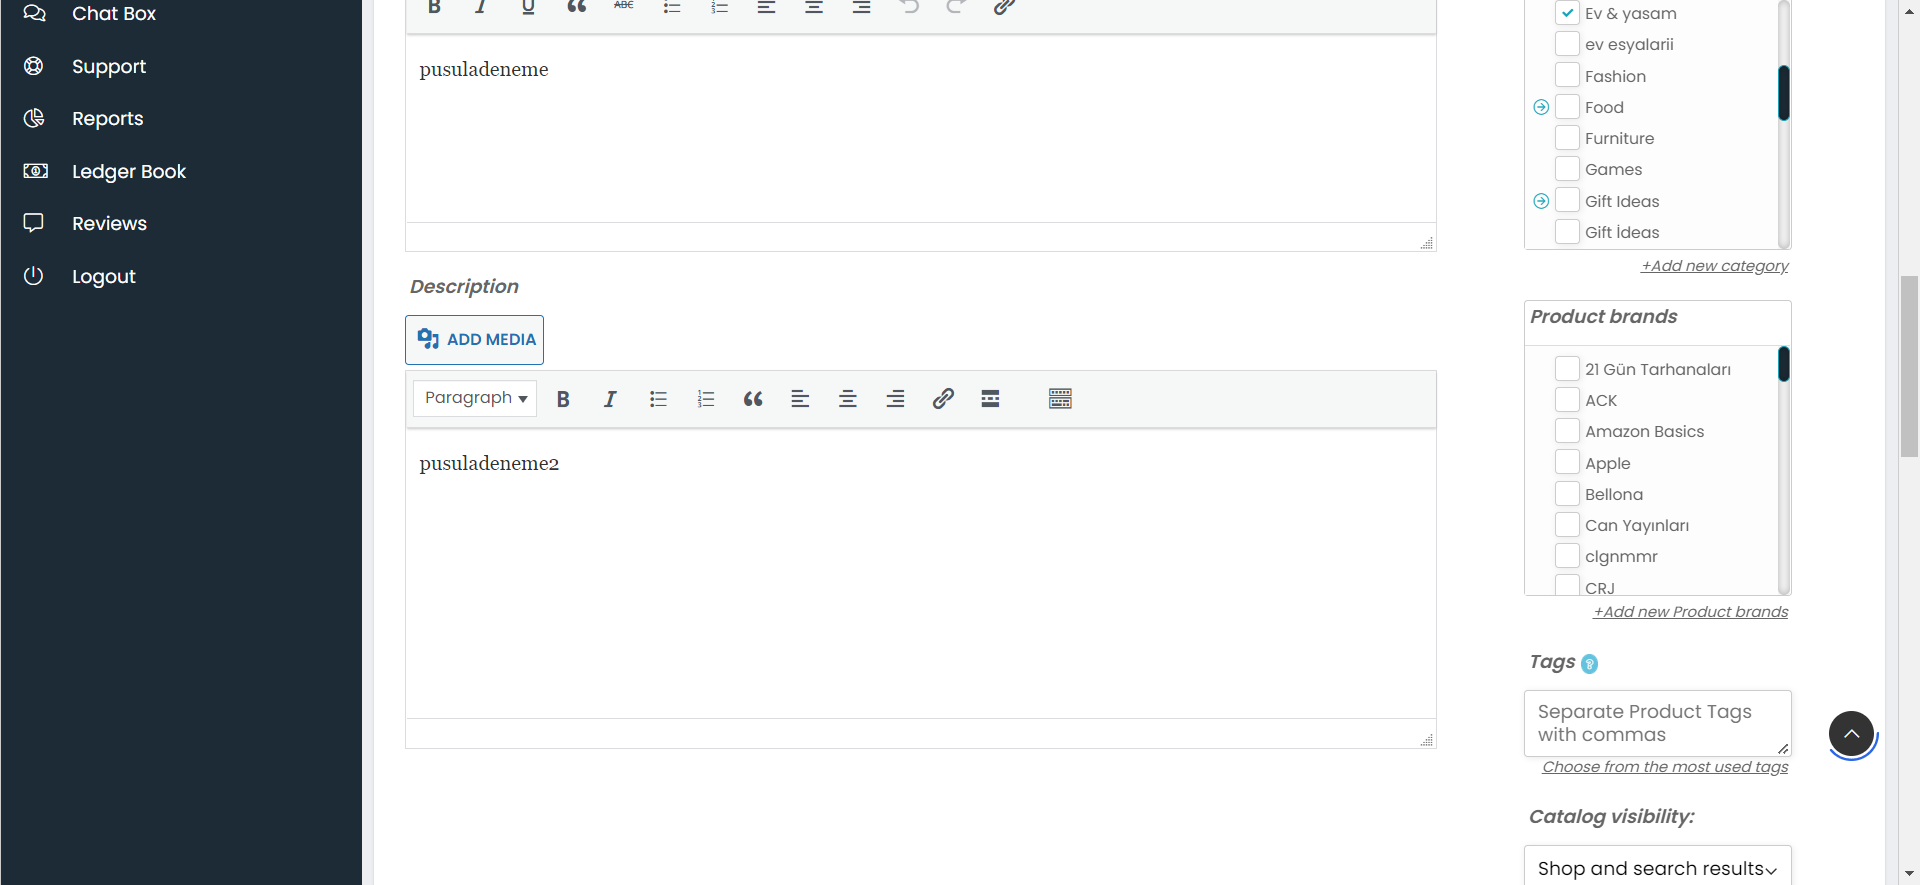 Chat Box
Support
Reports
Ledger Book
Reviews
Logout
B I U ABC
pusuladeneme
Description
ADD MEDIA
Paragraph B I
pusuladeneme2
Ev & yasam
ev esyalarii
Fashion
Food
Furniture
Games
Gift Ideas
Gift İdeas
+Add new category
Product brands
21 Gün Tarhanaları
ACK
Amazon Basics
Apple
Bellona
Can Yayınları
clgnmmr
CRJ
+Add new Product brands
Tags ?
Separate Product Tags
with commas
Choose from the most used tags
Catalog visibility:
Shop and search results